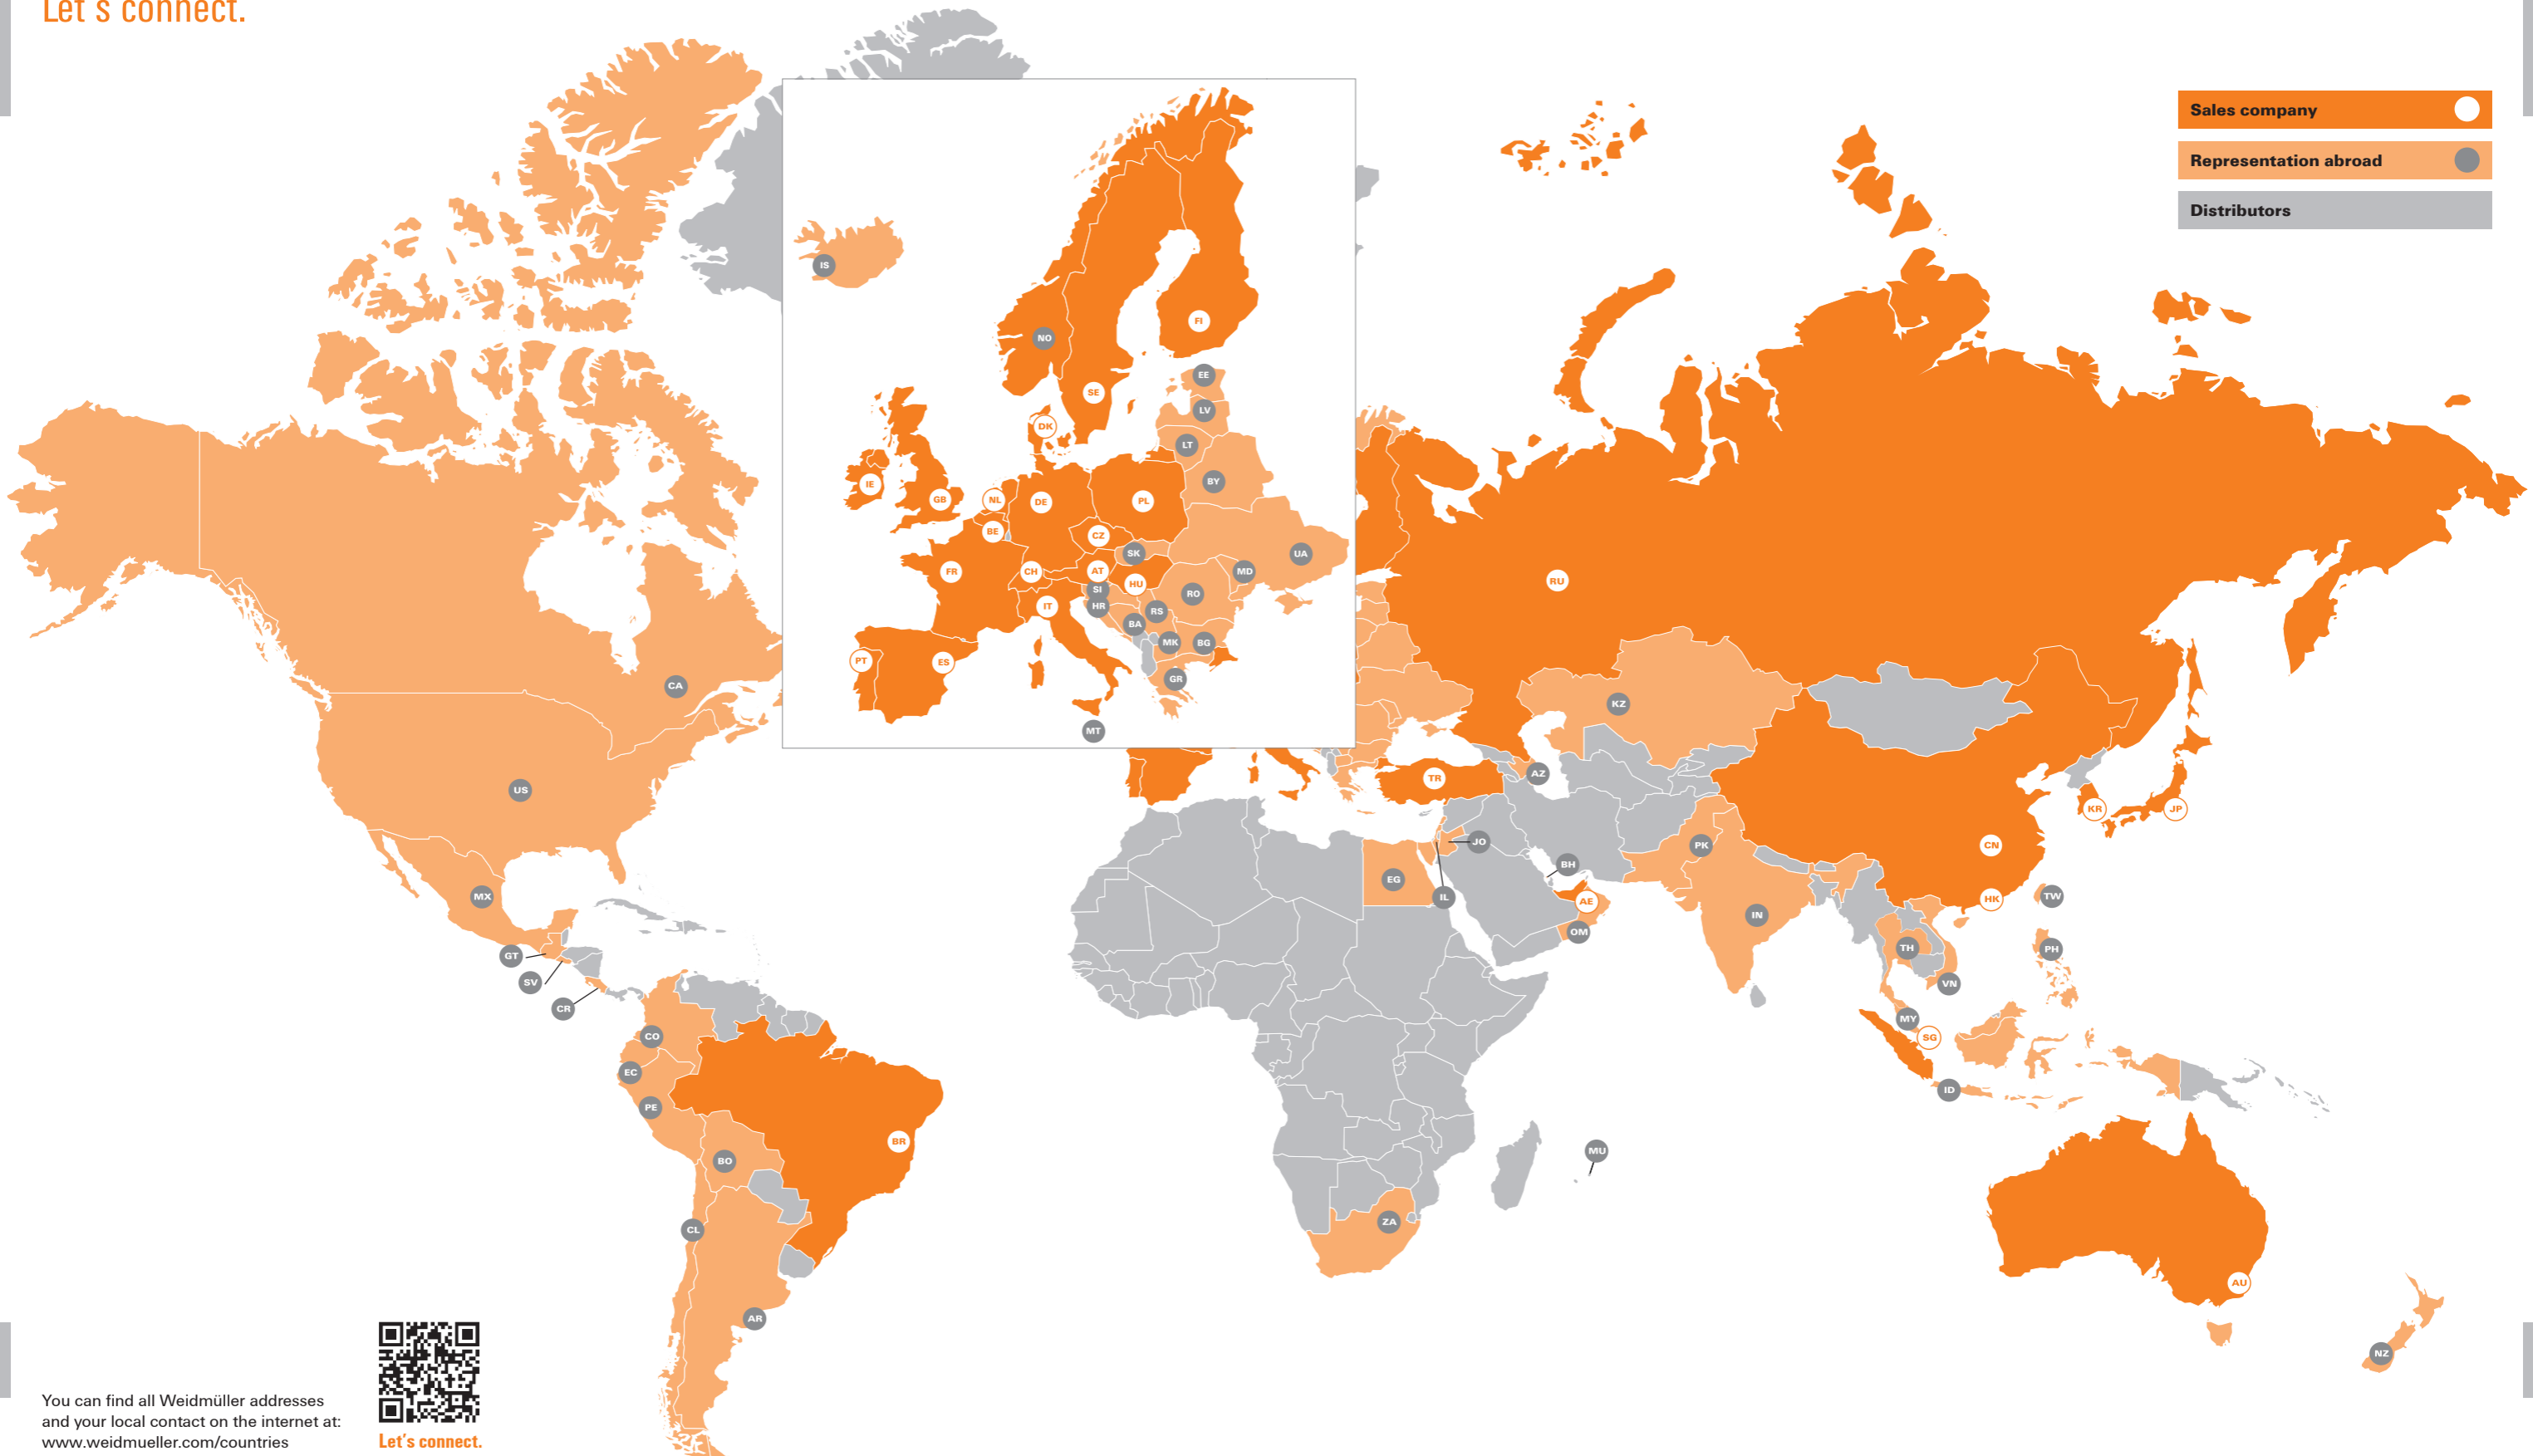 Let's connect.
Sales company
Representation abroad
Distributors
IS
NO
FI
SE
EE
LV
DK
LT
IE
GB
NL
DE
PL
BY
BE
CZ
SK
UA
FR
CH
AT
HU
MD
SI
HR
IT
RS
RO
BA
MK
BG
PT
ES
GR
MT
RU
CA
KZ
US
TR
AZ
KR
JP
MX
JO
PK
CN
BH
EG
IL
AE
HK
TW
IN
OM
GT
TH
PH
SV
VN
CR
MY
CO
SG
EC
ID
PE
BR
MU
BO
ZA
CL
AU
AR
NZ
You can find all Weidmüller addresses
and your local contact on the internet at:
www.weidmueller.com/countries
Let's connect.